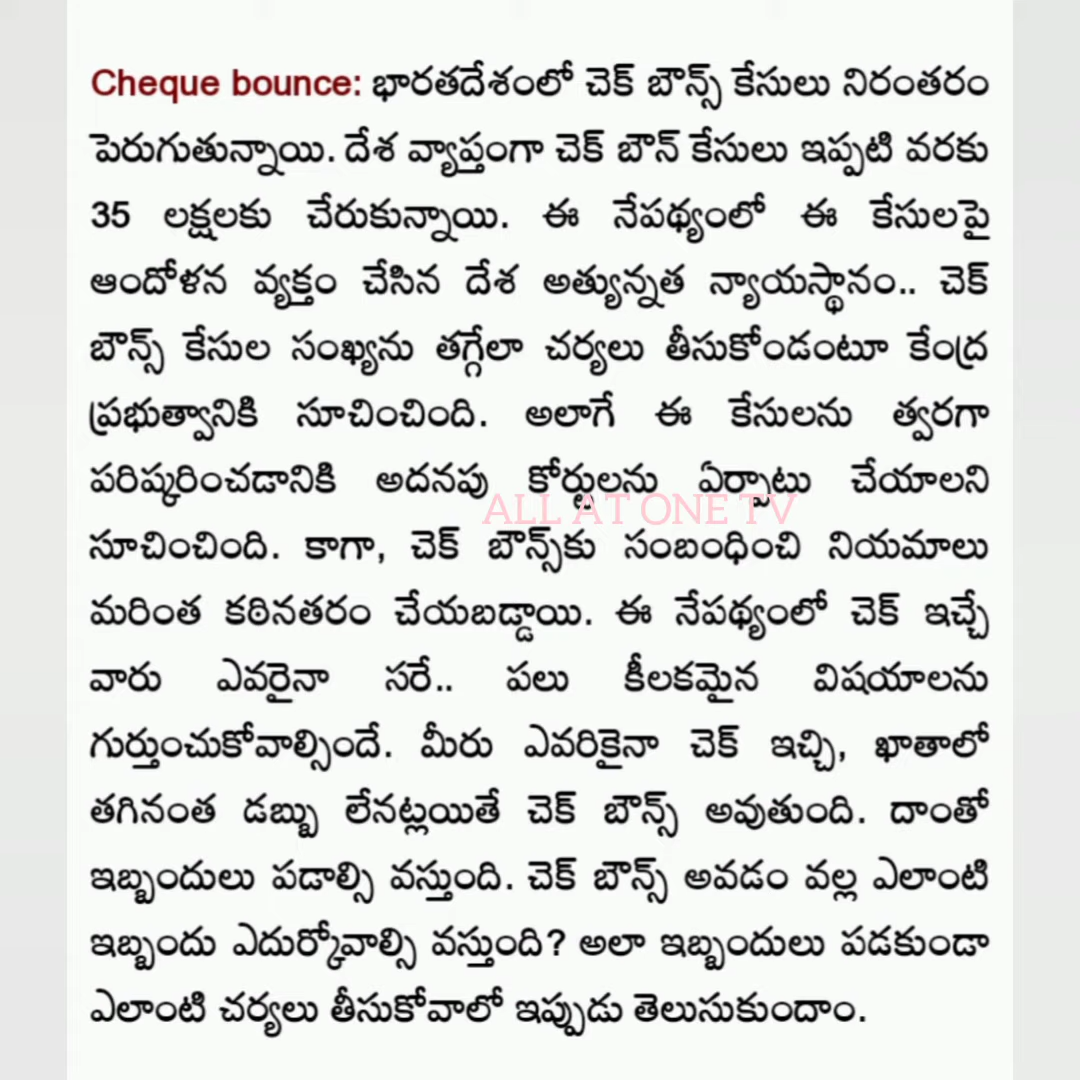 Cheque bounce: భారతదేశంలో చెక్ బౌన్స్ కేసులు నిరంతరం
పెరుగుతున్నాయి. దేశ వ్యాప్తంగా చెక్ బౌన్ కేసులు ఇప్పటి వరకు
35 లక్షలకు చేరుకున్నాయి. ఈ నేపథ్యంలో ఈ కేసులపై
ఆందోళన వ్యక్తం చేసిన దేశ అత్యున్నత న్యాయస్థానం.. చెక్
బౌన్స్ కేసుల సంఖ్యను తగ్గేలా చర్యలు తీసుకోండంటూ కేంద్ర
ప్రభుత్వానికి సూచించింది. అలాగే ఈ కేసులను త్వరగా
పరిష్కరించడానికి అదనపు కోర్టులను ఏర్పాటు చేయాలని
ALL AT ONE TV
సూచించింది. కాగా, చెక్ బౌన్స్‌కు సంబంధించి నియమాలు
మరింత కఠినతరం చేయబడ్డాయి. ఈ నేపథ్యంలో చెక్ ఇచ్చే
వారు ఎవరైనా సరే.. పలు కీలకమైన విషయాలను
గుర్తుంచుకోవాల్సిందే. మీరు ఎవరికైనా చెక్ ఇచ్చి, ఖాతాలో
తగినంత డబ్బు లేనట్లయితే చెక్ బౌన్స్ అవుతుంది. దాంతో
ఇబ్బందులు పడాల్సి వస్తుంది. చెక్ బౌన్స్ అవడం వల్ల ఎలాంటి
ఇబ్బందు ఎదుర్కోవాల్సి వస్తుంది? అలా ఇబ్బందులు పడకుండా
ఎలాంటి చర్యలు తీసుకోవాలో ఇప్పుడు తెలుసుకుందాం.